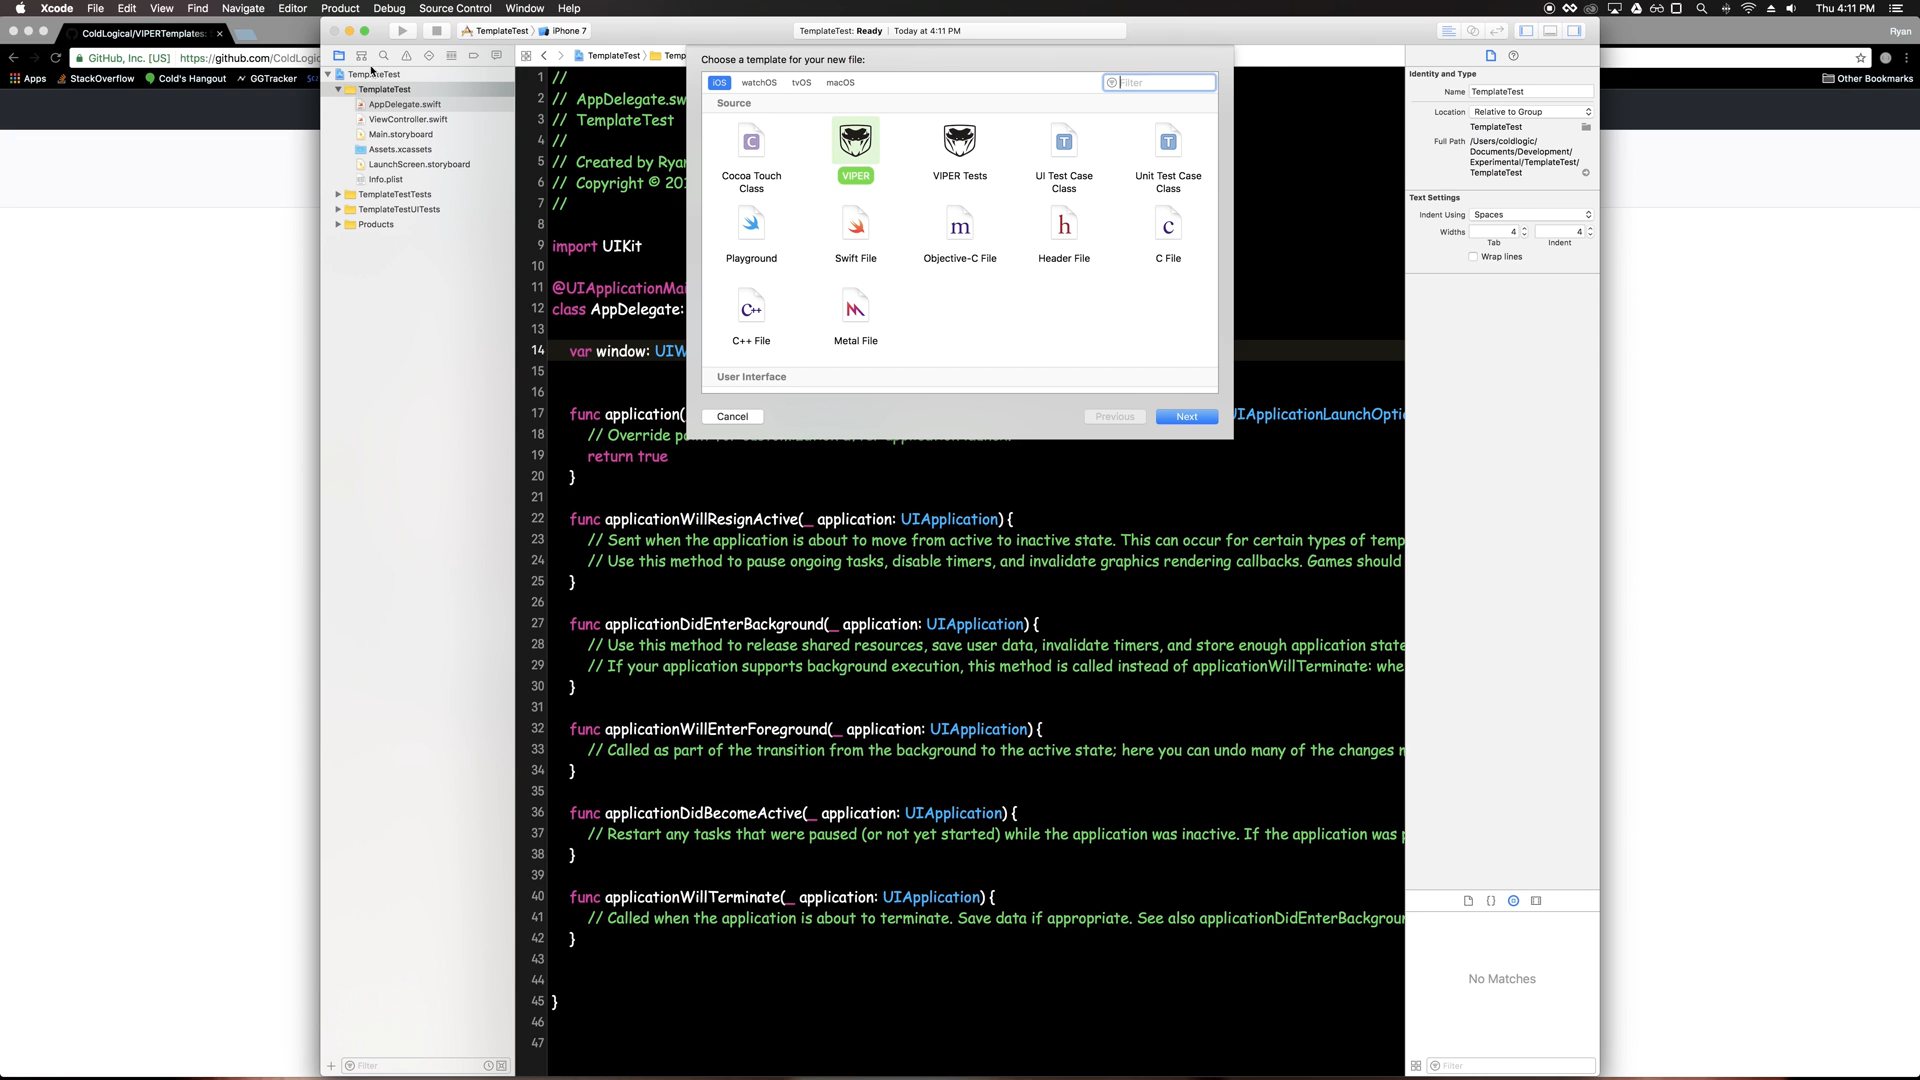 Xcode File Edit View Find Navigate Editor Product Debug Source Control Window Help
Thu 4:11 PM
ColdLogical/VIPERTemplates:
Ryan
GitHub, Inc. [US] https://github.com/ColdLogic
Apps StackOverflow Cold's Hangout GGTracker
Other Bookmarks
TemplateTest iPhone 7
TemplateTest: Ready Today at 4:11 PM
TemplateTest
TemplateTest
AppDelegate.swift
ViewController.swift
Main.storyboard
Assets.xcassets
LaunchScreen.storyboard
Info.plist
TemplateTestTests
TemplateTestUITests
Products
Filter
TemplateTest Temp
1 //
2 // AppDelegate.sw
3 // TemplateTest
4 //
5 // Created by Rya
6 // Copyright © 201
7 //
8
9 import UIKit
10
11 @UIApplicationMai
12 class AppDelegate:
13
14 var window: UIW
15
16
17 func application( UIApplicationLaunchOpti
18 // Override
19 return true
20 }
21
22 func applicationWillResignActive(_ application: UIApplication) {
23 // Sent when the application is about to move from active to inactive state. This can occur for certain types of temp
24 // Use this method to pause ongoing tasks, disable timers, and invalidate graphics rendering callbacks. Games should
25 }
26
27 func applicationDidEnterBackground(_ application: UIApplication) {
28 // Use this method to release shared resources, save user data, invalidate timers, and store enough application state
29 // If your application supports background execution, this method is called instead of applicationWillTerminate: whe
30 }
31
32 func applicationWillEnterForeground(_ application: UIApplication) {
33 // Called as part of the transition from the background to the active state; here you can undo many of the changes m
34 }
35
36 func applicationDidBecomeActive(_ application: UIApplication) {
37 // Restart any tasks that were paused (or not yet started) while the application was inactive. If the application was p
38 }
39
40 func applicationWillTerminate(_ application: UIApplication) {
41 // Called when the application is about to terminate. Save data if appropriate. See also applicationDidEnterBackgroun
42 }
43
44
45 }
46
47
Choose a template for your new file:
iOS watchOS tvOS macOS
Filter
Source
Cocoa Touch Class
VIPER
VIPER Tests
UI Test Case Class
Unit Test Case Class
Playground
Swift File
Objective-C File
Header File
C File
C++ File
Metal File
User Interface
Cancel Previous Next
Identity and Type
Name TemplateTest
Location Relative to Group
TemplateTest
Full Path /Users/coldlogic/
Documents/Development/
Experimental/TemplateTest/
TemplateTest
Text Settings
Indent Using Spaces
Widths 4 4
Tab Indent
Wrap lines
No Matches
Filter